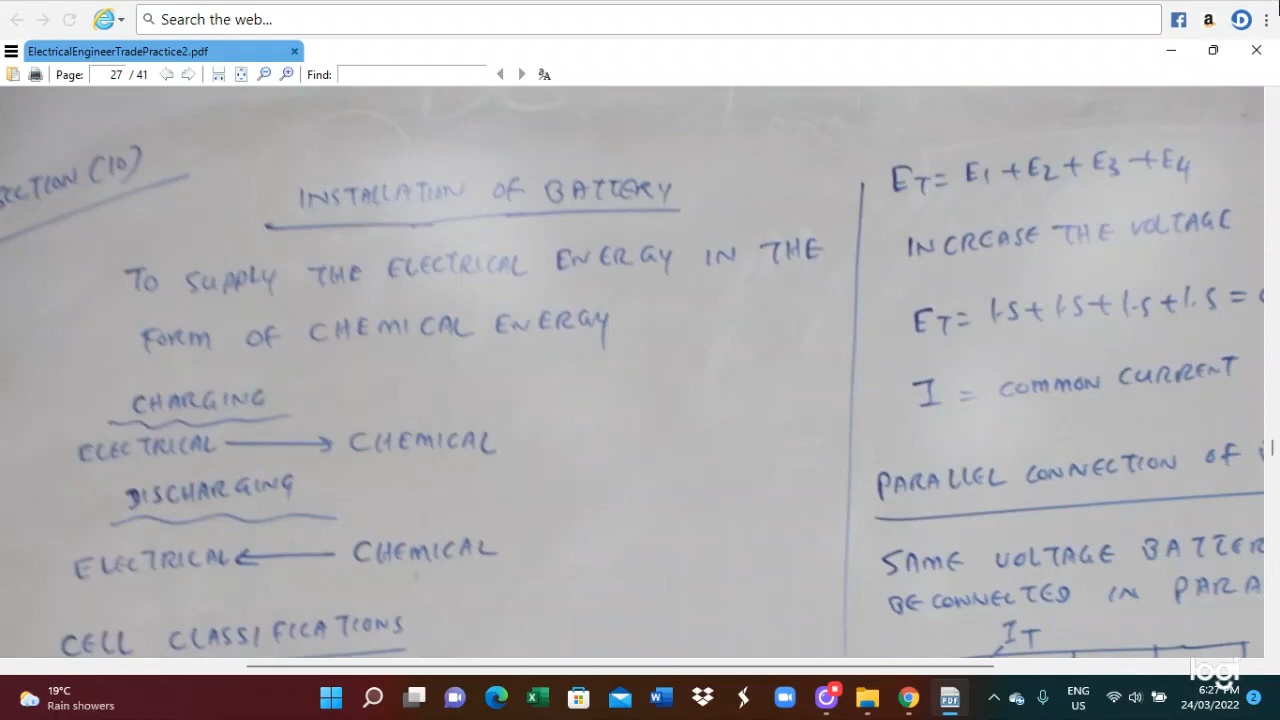 Search the web...
ElectricalEngineerTradePractice2.pdf
Page: 27 / 41
Find:
(10)
INSTALLATION OF BATTERY
TO SUPPLY THE ELECTRICAL ENERGY IN THE
FORM OF CHEMICAL ENERGY
CHARGING
ELECTRICAL → CHEMICAL
DISCHARGING
ELECTRICAL ← CHEMICAL
CELL CLASSIFICATIONS
ET = E1 + E2 + E3 + E4
INCREASE THE VOLTAGE
ET = 1.5 + 1.5 + 1.5 + 1.5 =
I = COMMON CURRENT
PARALLEL CONNECTION OF
SAME VOLTAGE
BE CONNECTED IN
IT
logi
19°C
Rain showers
ENG
US
6:27 PM
24/03/2022
2